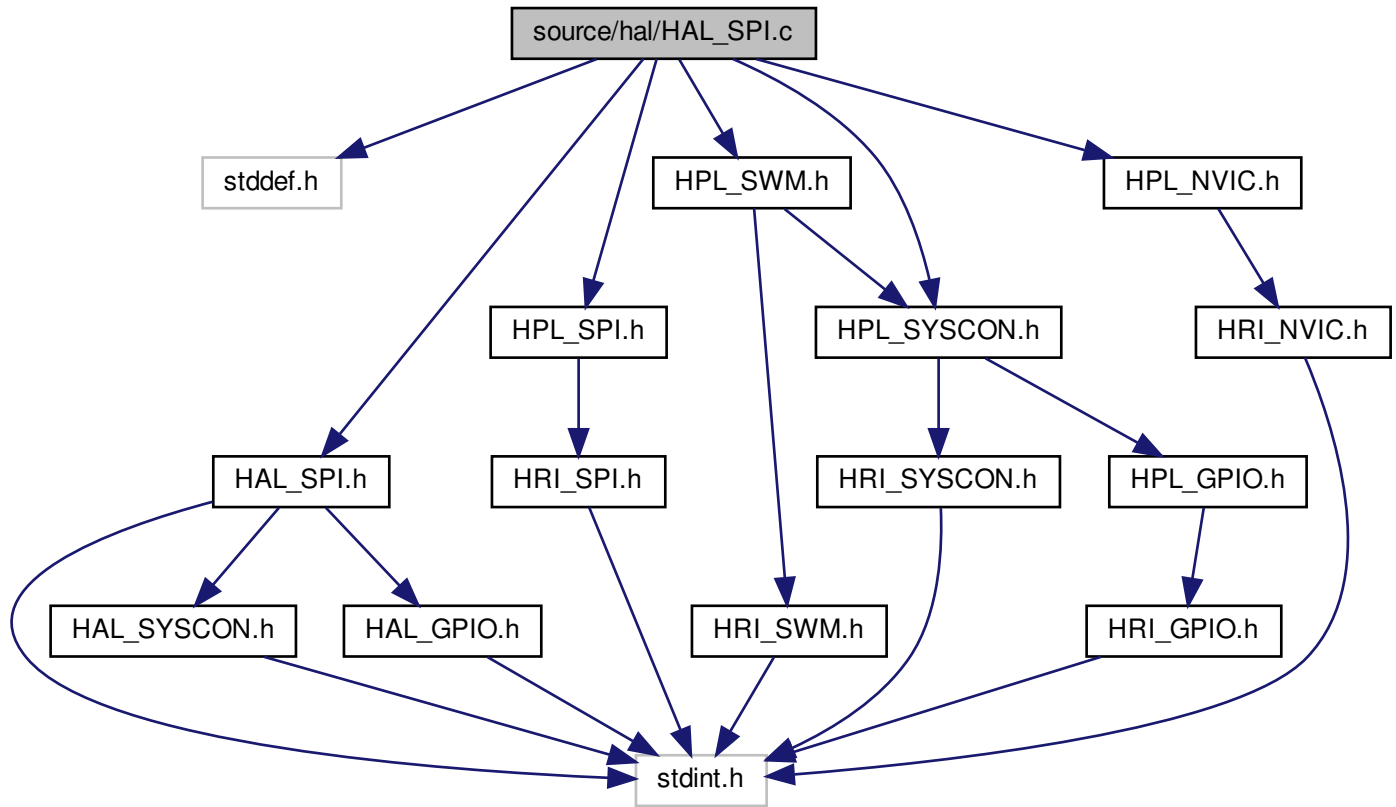 source/hal/HAL_SPI.c
stddef.h
HPL_SWM.h
HPL_NVIC.h
HPL_SPI.h
HPL_SYSCON.h
HRI_NVIC.h
HAL_SPI.h
HRI_SPI.h
HRI_SYSCON.h
HPL_GPIO.h
HAL_SYSCON.h
HAL_GPIO.h
HRI_SWM.h
HRI_GPIO.h
stdint.h